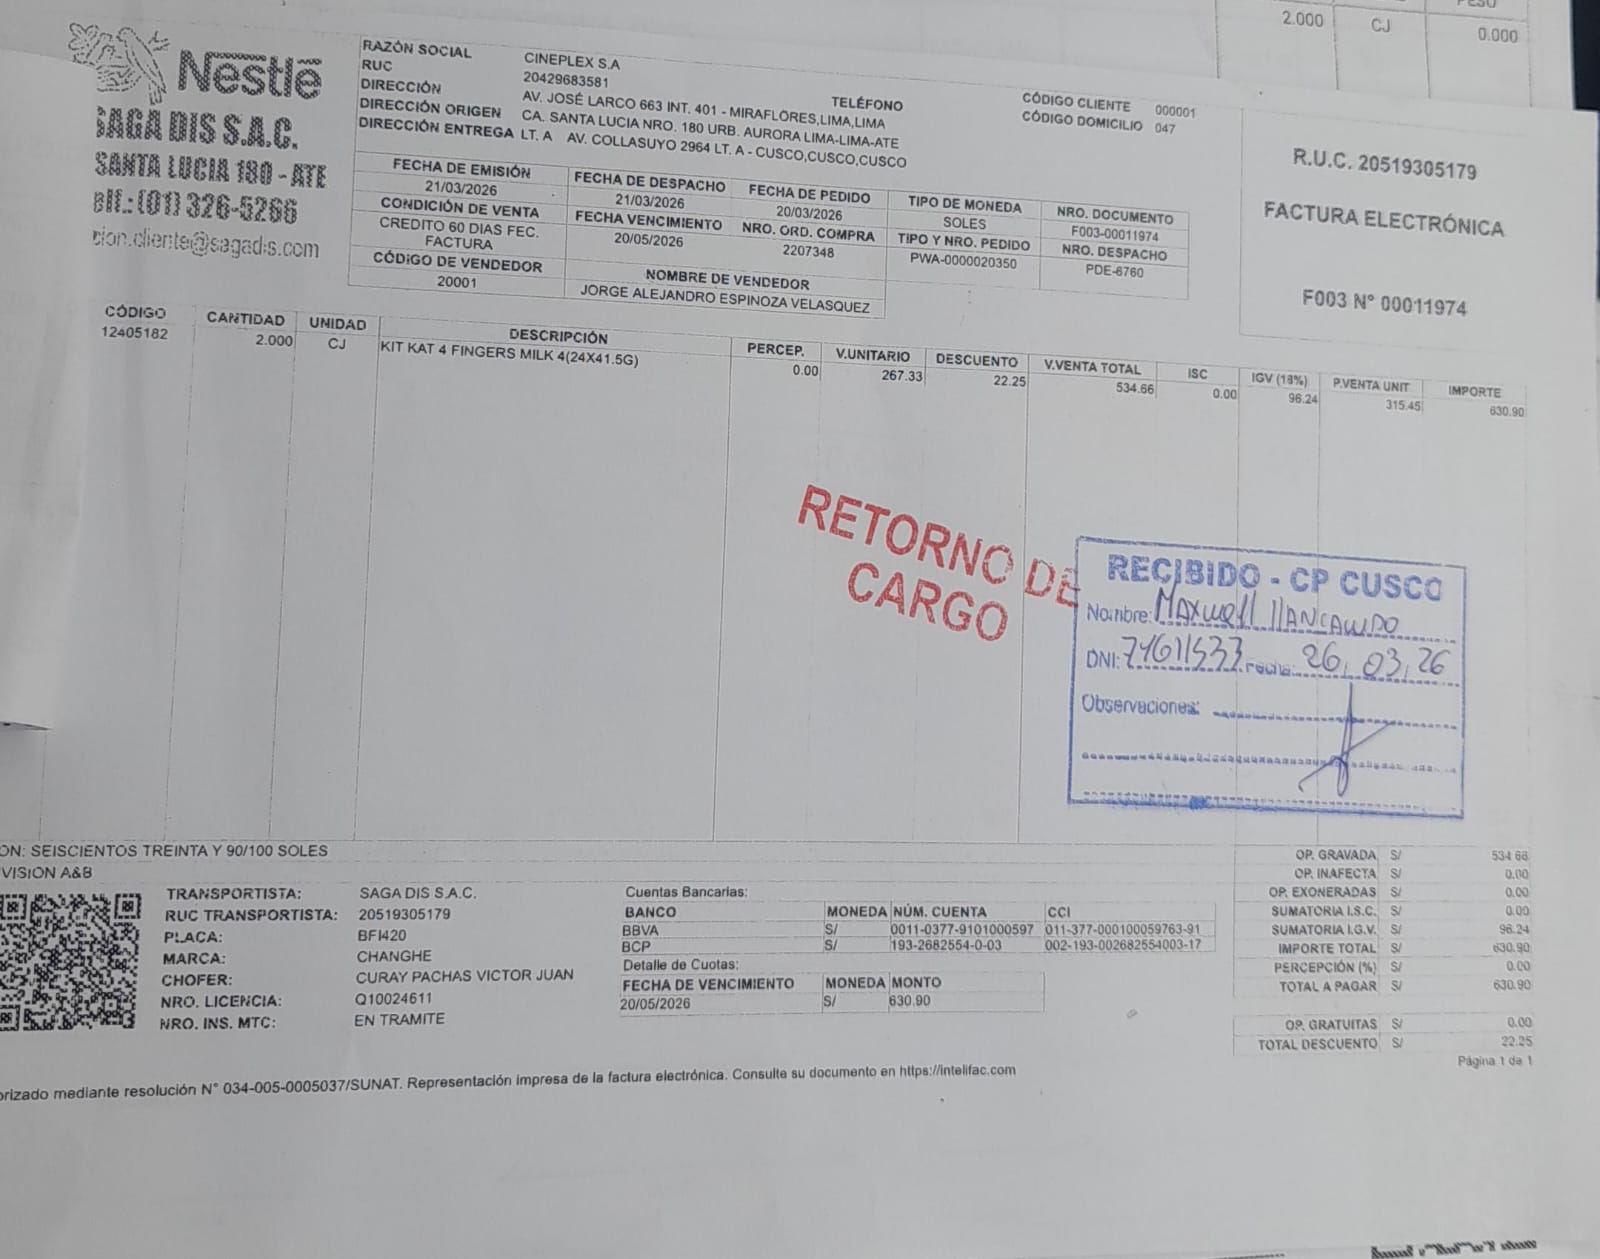 PESO
2.000 CJ 0.000
Nestlé
SAGA DIS S.A.C.
SANTA LUCIA 180 - ATE
(01) 326-5266
cion.cliente@sagadis.com
RAZÓN SOCIAL CINEPLEX S.A
RUC 20429683581
DIRECCIÓN AV. JOSÉ LARCO 663 INT. 401 - MIRAFLORES,LIMA,LIMA
TELÉFONO
DIRECCIÓN ORIGEN CA. SANTA LUCIA NRO. 180 URB. AURORA LIMA-LIMA-ATE
DIRECCIÓN ENTREGA LT. A AV. COLLASUYO 2964 LT. A - CUSCO,CUSCO,CUSCO
CÓDIGO CLIENTE 000001
CÓDIGO DOMICILIO 047
R.U.C. 20519305179
FACTURA ELECTRÓNICA
F003 N° 00011974
FECHA DE EMISIÓN FECHA DE DESPACHO FECHA DE PEDIDO TIPO DE MONEDA NRO. DOCUMENTO
21/03/2026 21/03/2026 20/03/2026 SOLES F003-00011974
CONDICIÓN DE VENTA FECHA VENCIMIENTO NRO. ORD. COMPRA TIPO Y NRO. PEDIDO NRO. DESPACHO
CREDITO 60 DIAS FEC. FACTURA 20/05/2026 2207348 PWA-0000020350 PDE-6760
CÓDIGO DE VENDEDOR NOMBRE DE VENDEDOR
20001 JORGE ALEJANDRO ESPINOZA VELASQUEZ
CÓDIGO CANTIDAD UNIDAD DESCRIPCIÓN PERCEP. V.UNITARIO DESCUENTO V.VENTA TOTAL ISC IGV (18%) P.VENTA UNIT IMPORTE
12405182 2.000 CJ KIT KAT 4 FINGERS MILK 4(24X41.5G) 0.00 267.33 22.25 534.66 0.00 96.24 315.45 630.90
RETORNO DE
CARGO
RECIBIDO - CP CUSCO
Nombre: Maxwell
DNI: 71611533 Fecha: 26, 03, 26
Observaciones:
ON: SEISCIENTOS TREINTA Y 90/100 SOLES
VISION A&B
TRANSPORTISTA: SAGA DIS S.A.C.
RUC TRANSPORTISTA: 20519305179
PLACA: BFI420
MARCA: CHANGHE
CHOFER: CURAY PACHAS VICTOR JUAN
NRO. LICENCIA: Q10024611
NRO. INS. MTC: EN TRAMITE
Cuentas Bancarias:
BANCO MONEDA NÚM. CUENTA CCI
BBVA S/ 0011-0377-9101000597 011-377-000100059763-91
BCP S/ 193-2682554-0-03 002-193-002682554003-17
Detalle de Cuotas:
FECHA DE VENCIMIENTO MONEDA MONTO
20/05/2026 S/ 630.90
OP. GRAVADA S/ 534.66
OP. INAFECTA S/ 0.00
OP. EXONERADAS S/ 0.00
SUMATORIA I.S.C. S/ 0.00
SUMATORIA I.G.V. S/ 96.24
IMPORTE TOTAL S/ 630.90
PERCEPCIÓN (%) S/ 0.00
TOTAL A PAGAR S/ 630.90
OP. GRATUITAS S/ 0.00
TOTAL DESCUENTO S/ 22.25
Página 1 de 1
orizado mediante resolución N° 034-005-0005037/SUNAT. Representación impresa de la factura electrónica. Consulte su documento en https://intelifac.com